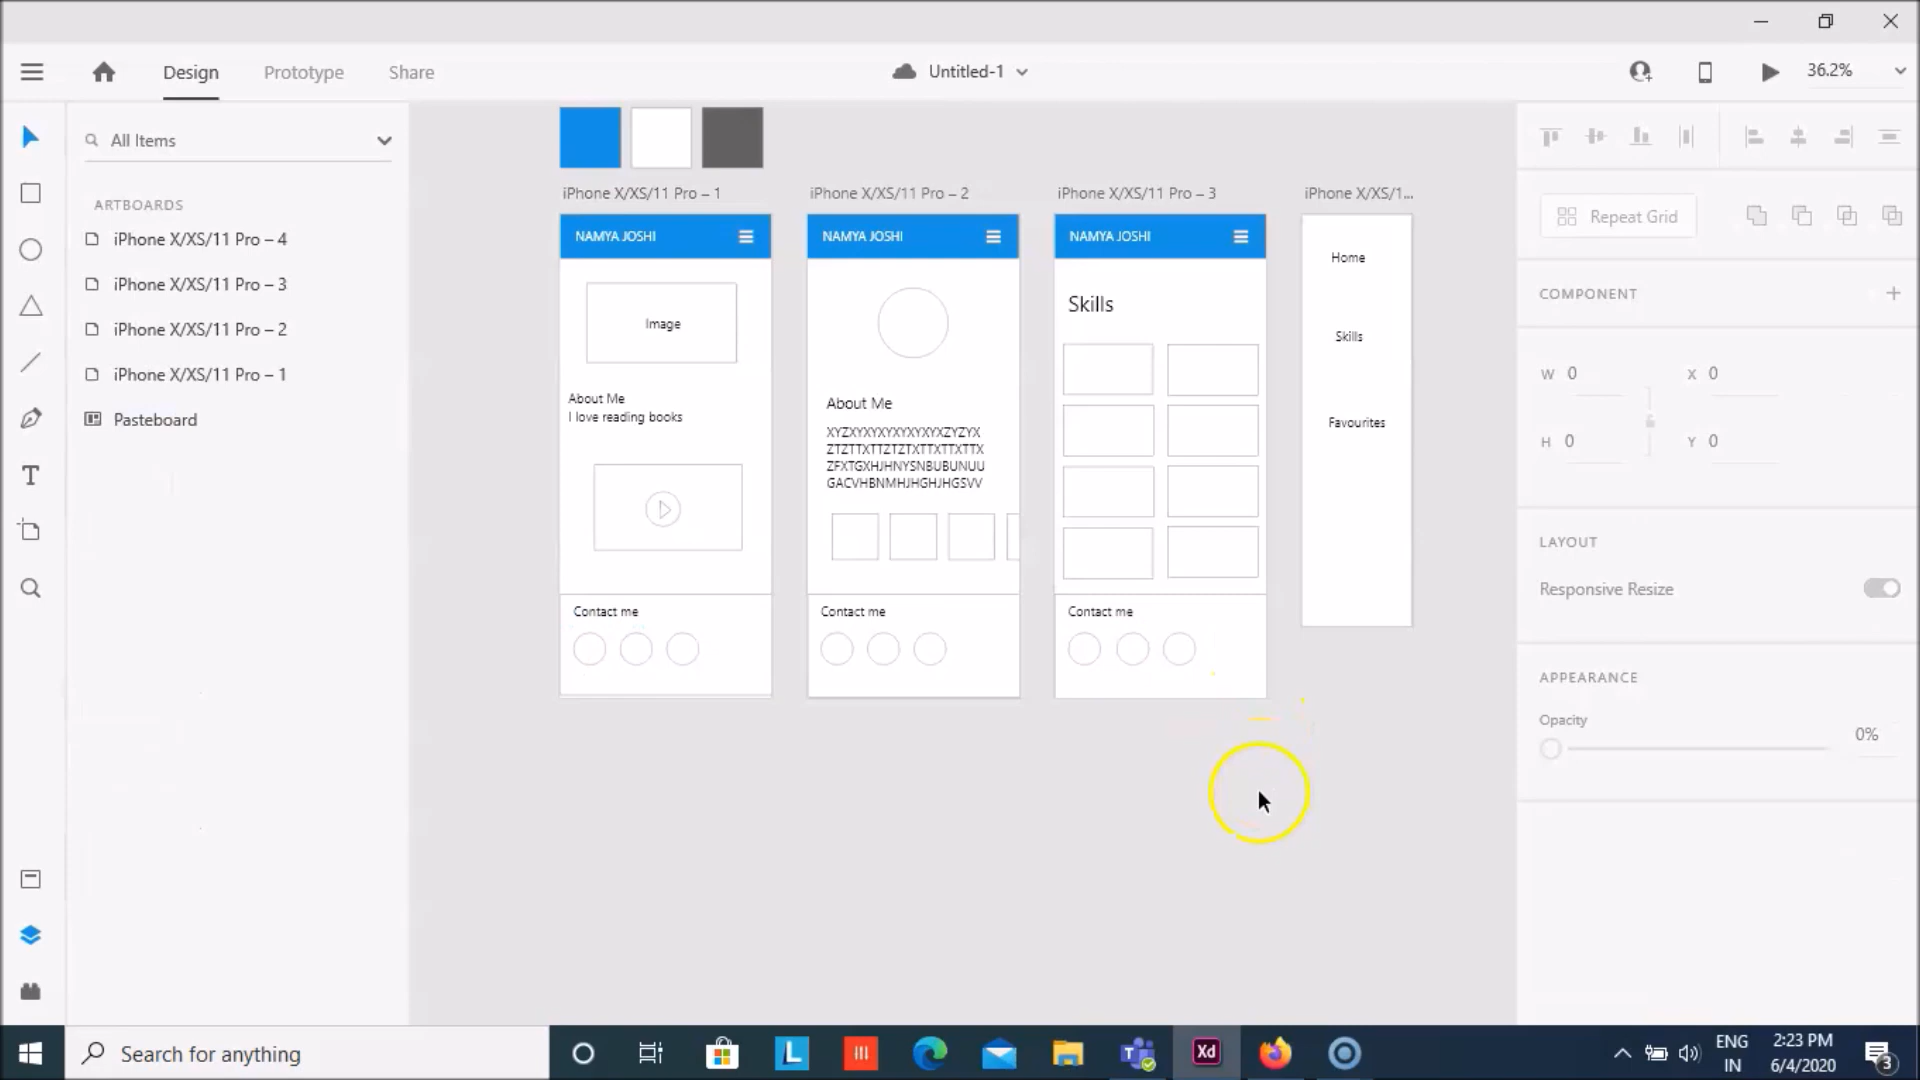 Design
Prototype
Share
Untitled-1
36.2%
All Items
ARTBOARDS
iPhone X/XS/11 Pro – 4
iPhone X/XS/11 Pro – 3
iPhone X/XS/11 Pro – 2
iPhone X/XS/11 Pro – 1
Pasteboard
iPhone X/XS/11 Pro – 1
NAMYA JOSHI
Image
About Me
I love reading books
Contact me
iPhone X/XS/11 Pro – 2
NAMYA JOSHI
About Me
XYZXYXYXYXYXYXYXZYZYX
ZTZTTXTTZTZTXTTXTTXTTX
ZFXTGXHJHNYSNBUBUNUU
GACVHBNMHJHGHJHGSVV
Contact me
iPhone X/XS/11 Pro – 3
NAMYA JOSHI
Skills
Contact me
iPhone X/XS/1...
Home
Skills
Favourites
Repeat Grid
COMPONENT
W 0
X 0
H 0
Y 0
LAYOUT
Responsive Resize
APPEARANCE
Opacity
0%
Search for anything
L
Xd
ENG
IN
2:23 PM
6/4/2020
3